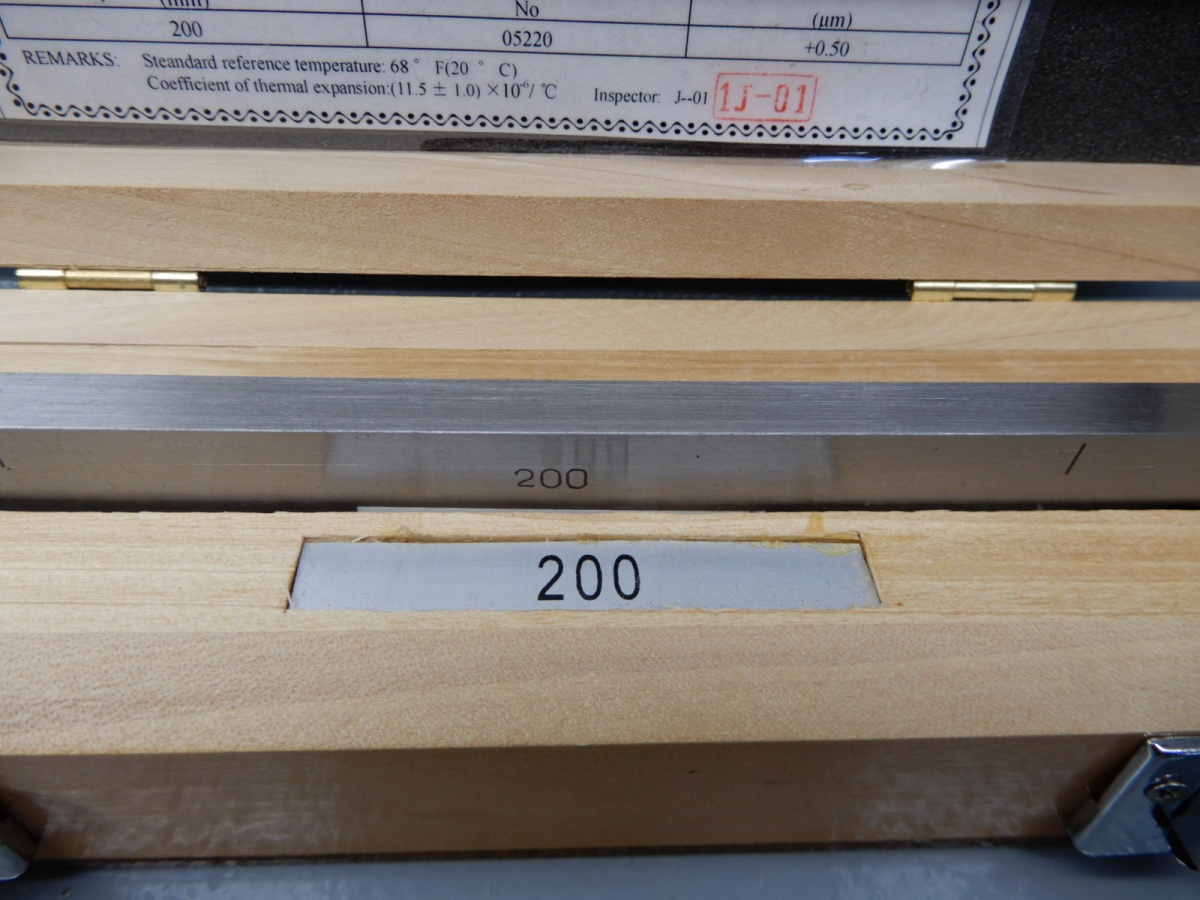 (mm)
No
(μm)
200
05220
+0.50
REMARKS: Steandard reference temperature: 68° F(20 ° C)
Coefficient of thermal expansion:(11.5 ± 1.0) ×10⁻⁶/ ℃
Inspector: J--01
1J-01
200
200